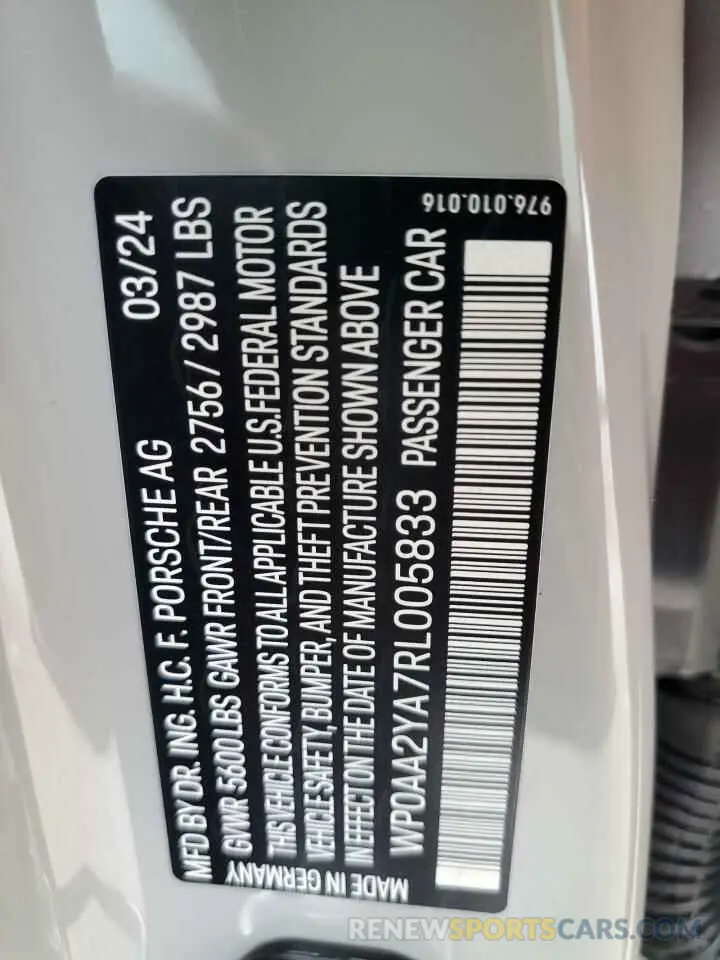 MFD BY DR. ING. H.C. F. PORSCHE AG 03/24
GVWR 5600 LBS GAWR FRONT/REAR 2756 / 2987 LBS
THIS VEHICLE CONFORMS TO ALL APPLICABLE U.S. FEDERAL MOTOR
VEHICLE SAFETY, BUMPER, AND THEFT PREVENTION STANDARDS
IN EFFECT ON THE DATE OF MANUFACTURE SHOWN ABOVE
WP0AA2YA7RL005833 PASSENGER CAR
MADE IN GERMANY
976.010.016
RENEWSPORTSCARS.COM